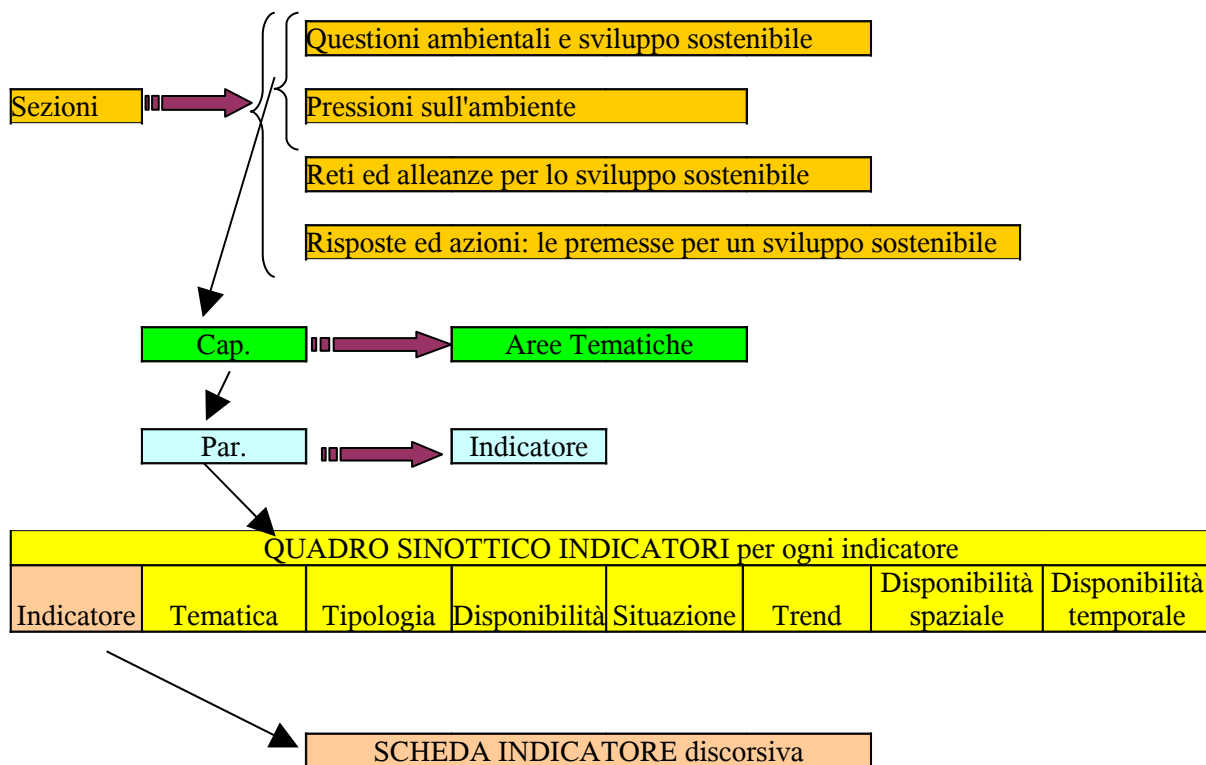 Questioni ambientali e sviluppo sostenibile
Sezioni
Pressioni sull'ambiente
Reti ed alleanze per lo sviluppo sostenibile
Risposte ed azioni: le premesse per un sviluppo sostenibile
Cap.
Aree Tematiche
Par.
Indicatore
QUADRO SINOTTICO INDICATORI per ogni indicatore
Indicatore
Tematica
Tipologia
Disponibilità
Situazione
Trend
Disponibilità
spaziale
Disponibilità
temporale
SCHEDA INDICATORE discorsiva